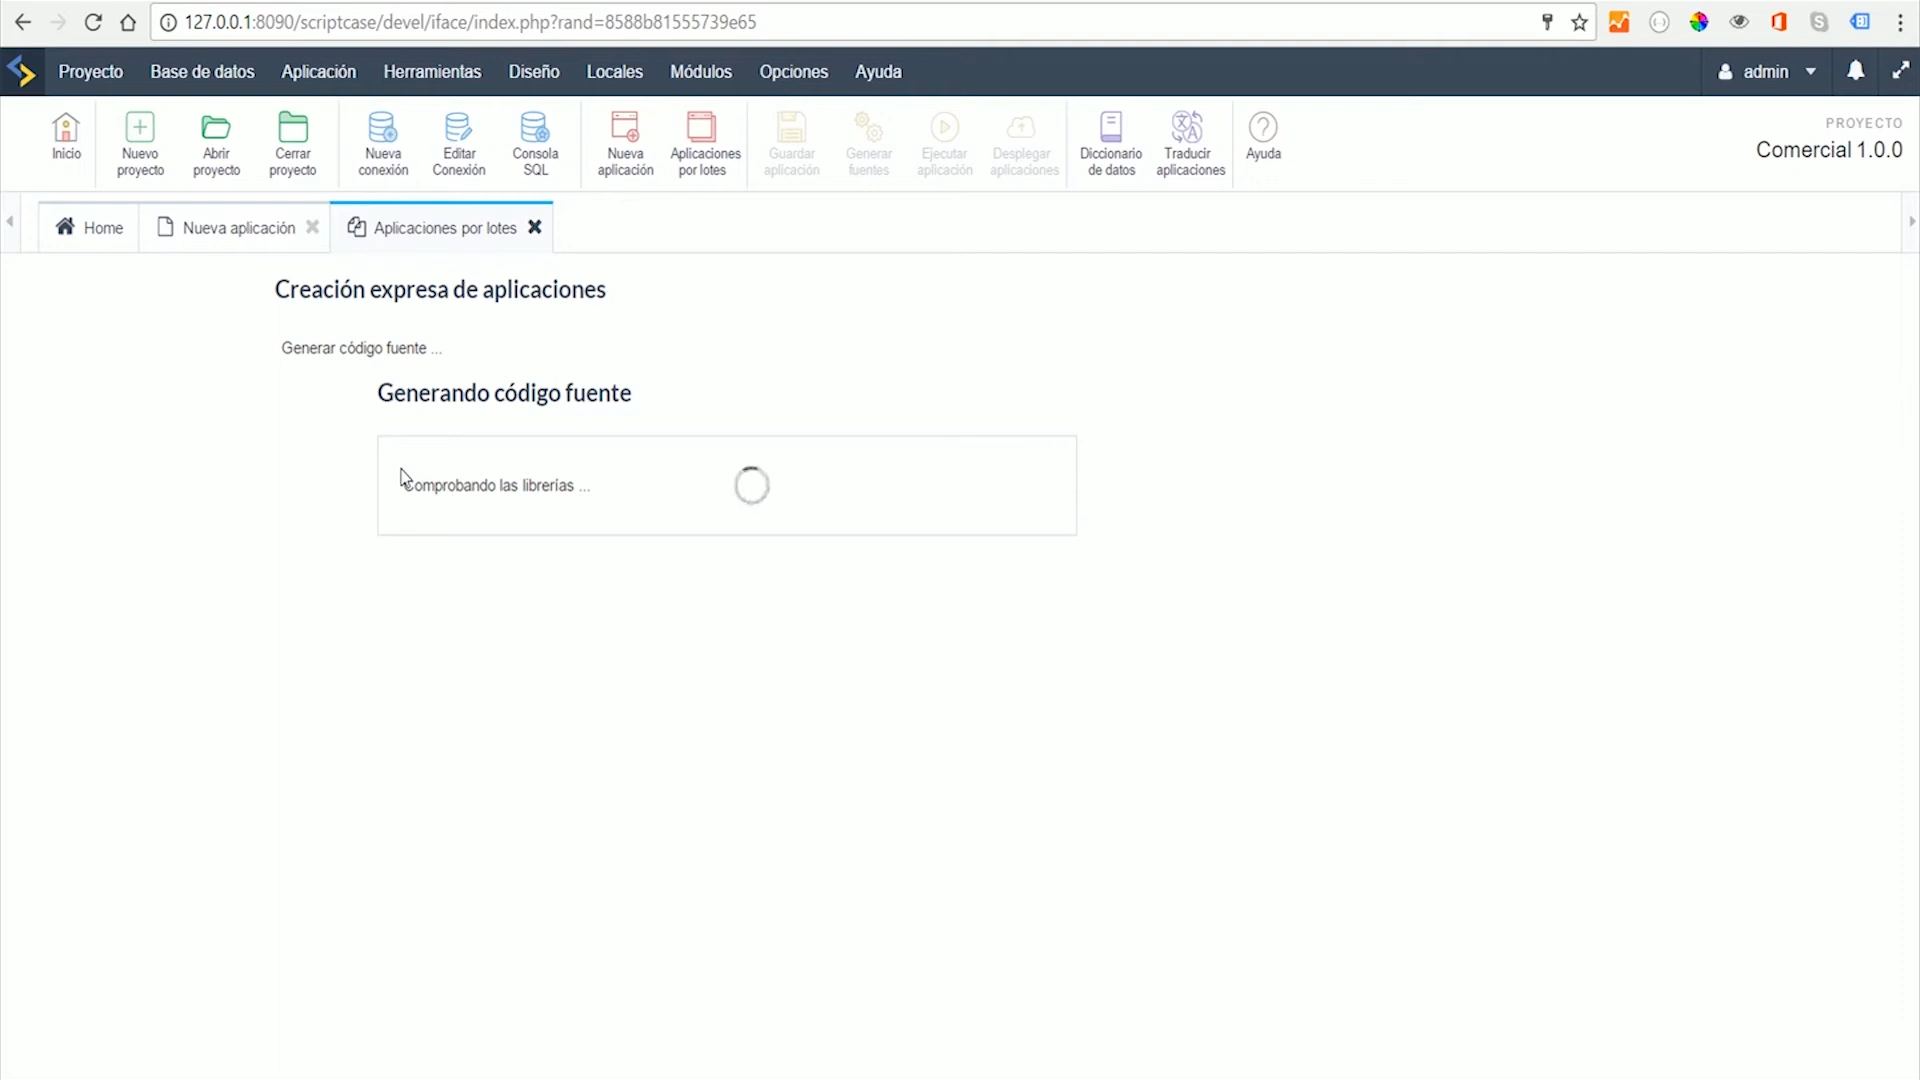 127.0.0.1:8090/scriptcase/devel/iface/index.php?rand=8588b81555739e65
Proyecto Base de datos Aplicación Herramientas Diseño Locales Módulos Opciones Ayuda admin
Inicio
Nuevo proyecto
Abrir proyecto
Cerrar proyecto
Nueva conexión
Editar Conexión
Consola SQL
Nueva aplicación
Aplicaciones por lotes
Guardar aplicación
Generar fuentes
Ejecutar aplicación
Desplegar aplicaciones
Diccionario de datos
Traducir aplicaciones
Ayuda
PROYECTO
Comercial 1.0.0
Home Nueva aplicación Aplicaciones por lotes
Creación expresa de aplicaciones
Generar código fuente ...
Generando código fuente
Comprobando las librerías ...